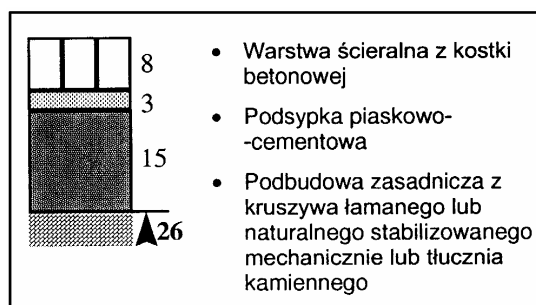 8
3
15
26
• Warstwa ścieralna z kostki
betonowej
• Podsypka piaskowo-
-cementowa
• Podbudowa zasadnicza z
kruszywa łamanego lub
naturalnego stabilizowanego
mechanicznie lub tłucznia
kamiennego